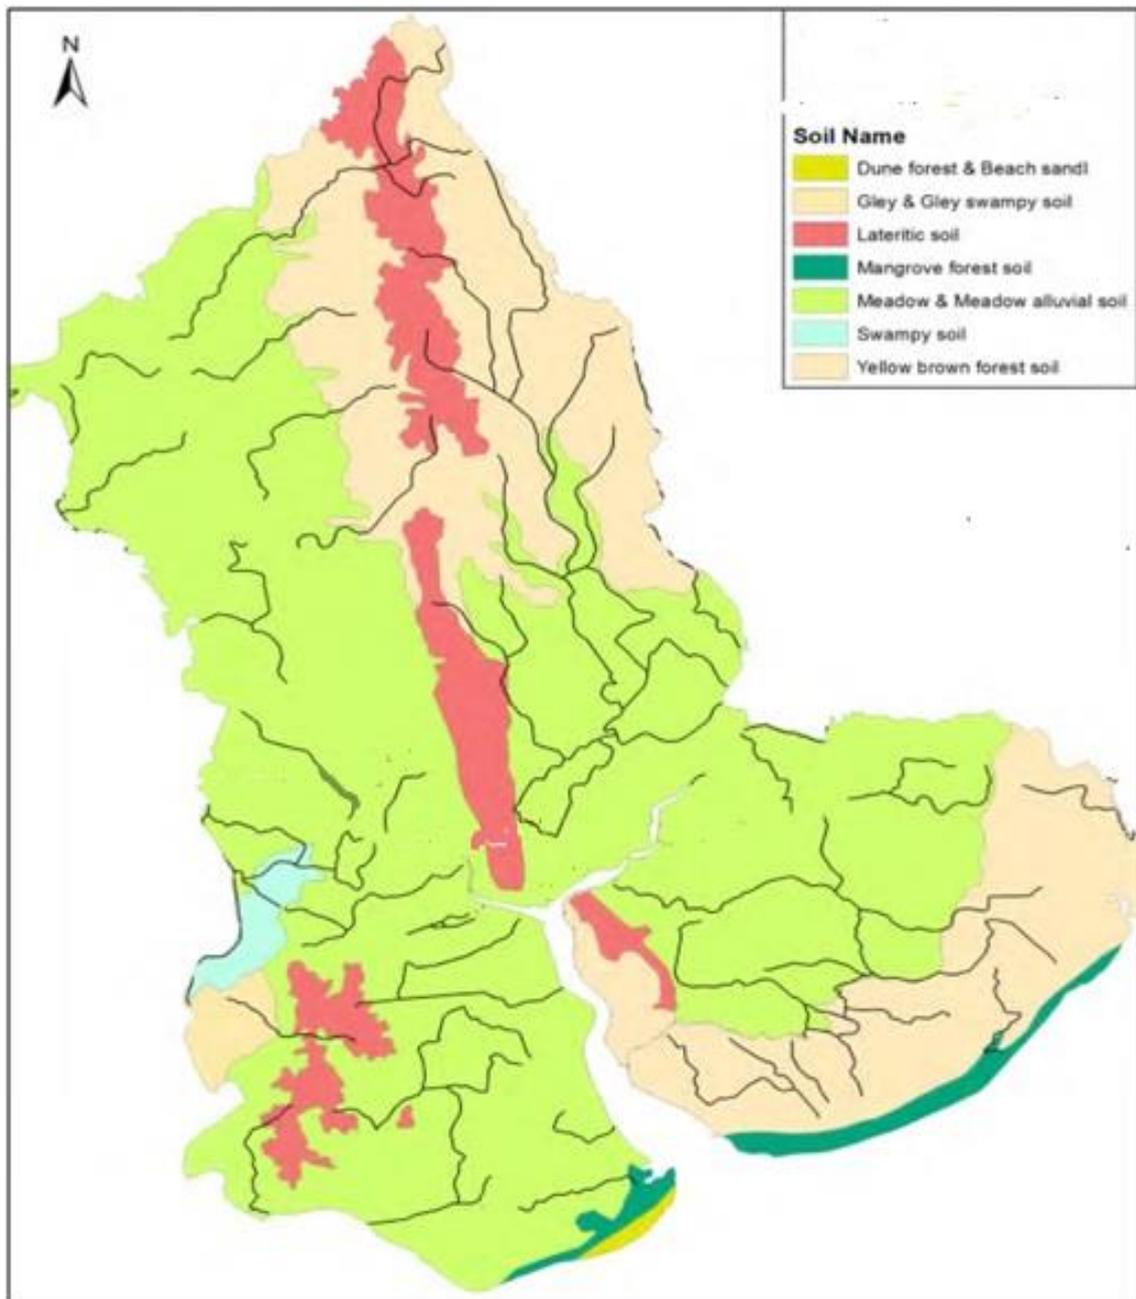 N
Soil Name
Dune forest & Beach sandl
Gley & Gley swampy soil
Lateritic soil
Mangrove forest soil
Meadow & Meadow alluvial soil
Swampy soil
Yellow brown forest soil